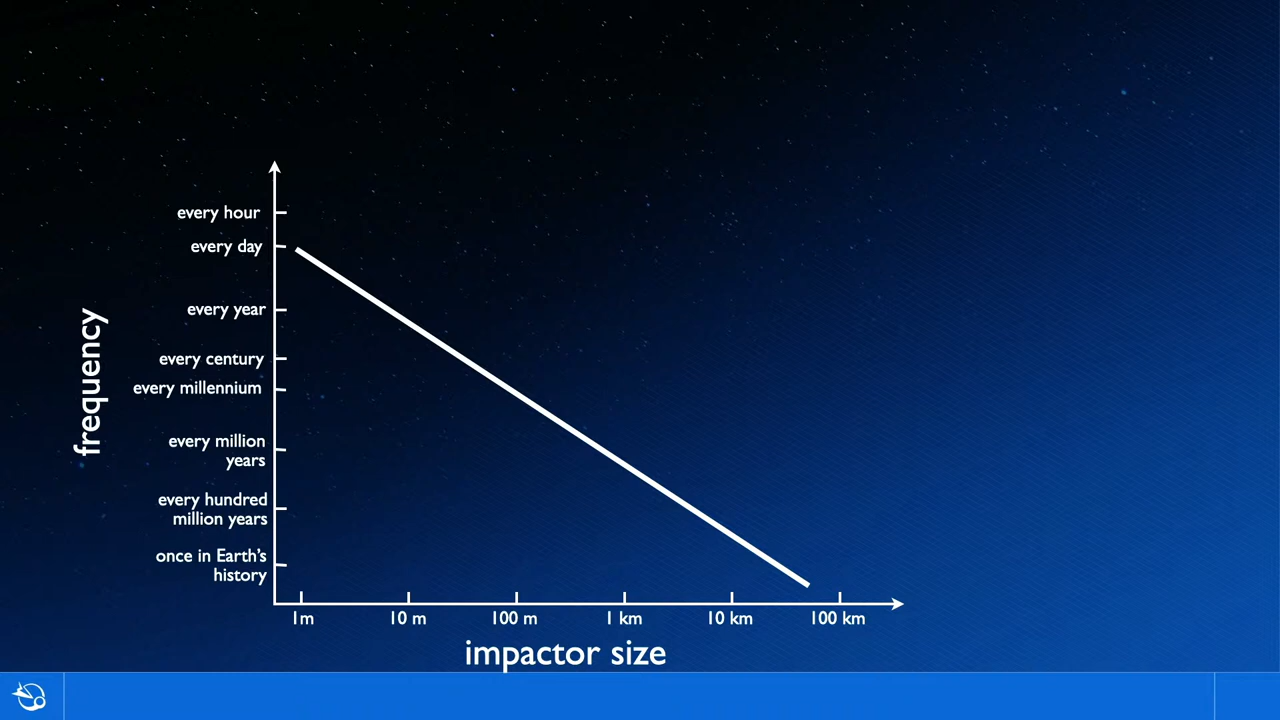 every hour
every day
every year
every century
every millennium
every million
years
every hundred
million years
once in Earth's
history
frequency
1m
10 m
100 m
1 km
10 km
100 km
impactor size